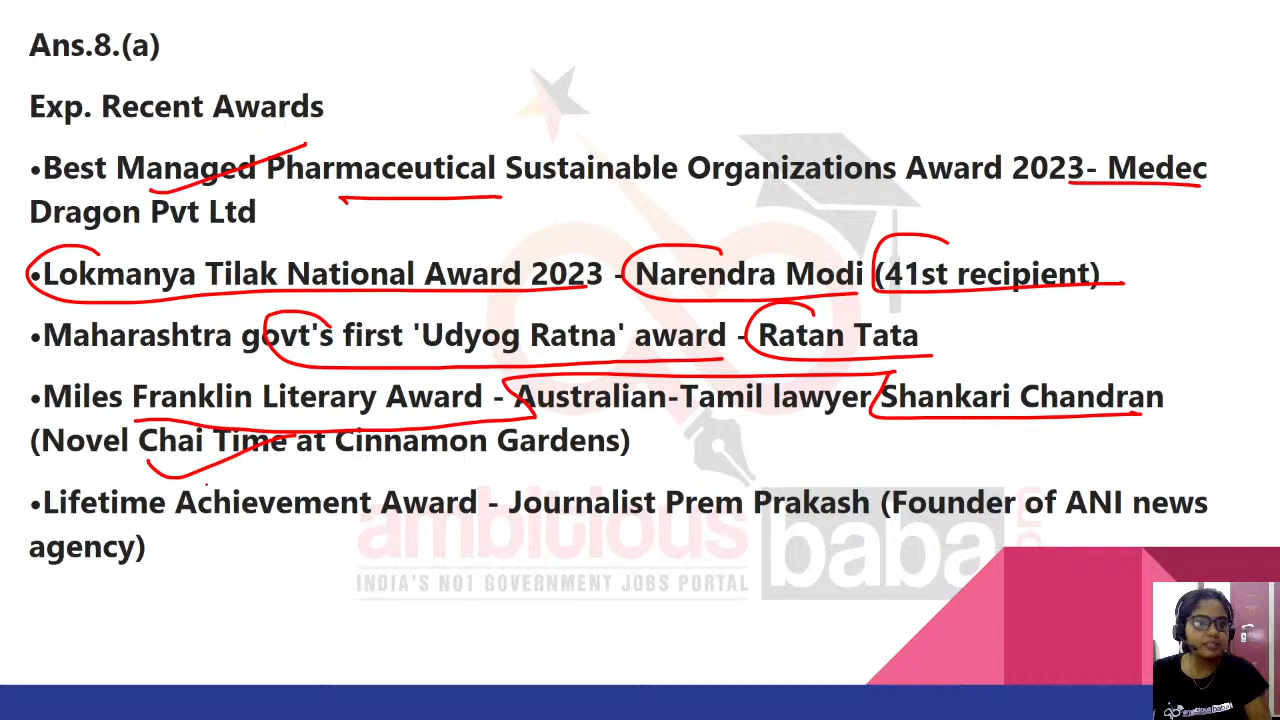 Ans.8.(a)
Exp. Recent Awards
•Best Managed Pharmaceutical Sustainable Organizations Award 2023- Medec
Dragon Pvt Ltd
•Lokmanya Tilak National Award 2023 - Narendra Modi (41st recipient)
•Maharashtra govt's first 'Udyog Ratna' award - Ratan Tata
•Miles Franklin Literary Award - Australian-Tamil lawyer Shankari Chandran
(Novel Chai Time at Cinnamon Gardens)
•Lifetime Achievement Award - Journalist Prem Prakash (Founder of ANI news
agency)
ambitious baba .com
INDIA'S NO1 GOVERNMENT JOBS PORTAL
ambitious baba